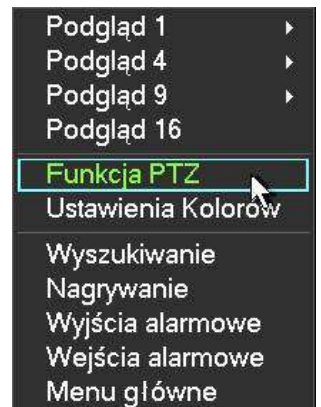 Podgląd 1
Podgląd 4
Podgląd 9
Podgląd 16
Funkcja PTZ
Ustawienia Kolorów
Wyszukiwanie
Nagrywanie
Wyjścia alarmowe
Wejścia alarmowe
Menu główne